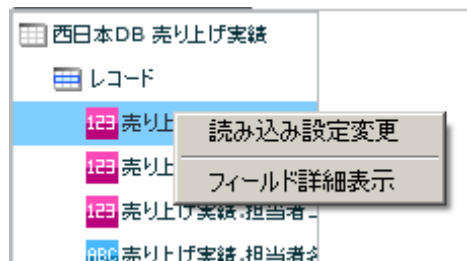 西日本DB 売り上げ実績
レコード
123 売り上
読み込み設定変更
123 売り上
フィールド詳細表示
123 売り上げ実績.担当者
ABC 売り上げ実績.担当者